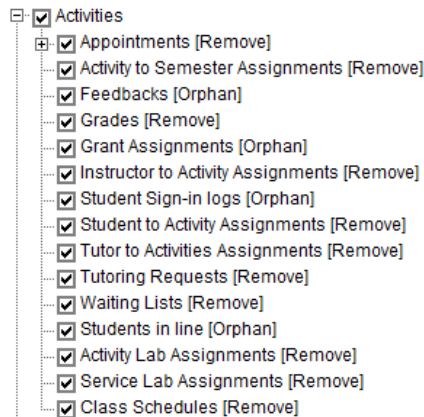 Activities
Appointments [Remove]
Activity to Semester Assignments [Remove]
Feedbacks [Orphan]
Grades [Remove]
Grant Assignments [Orphan]
Instructor to Activity Assignments [Remove]
Student Sign-in logs [Orphan]
Student to Activity Assignments [Remove]
Tutor to Activities Assignments [Remove]
Tutoring Requests [Remove]
Waiting Lists [Remove]
Students in line [Orphan]
Activity Lab Assignments [Remove]
Service Lab Assignments [Remove]
Class Schedules [Remove]